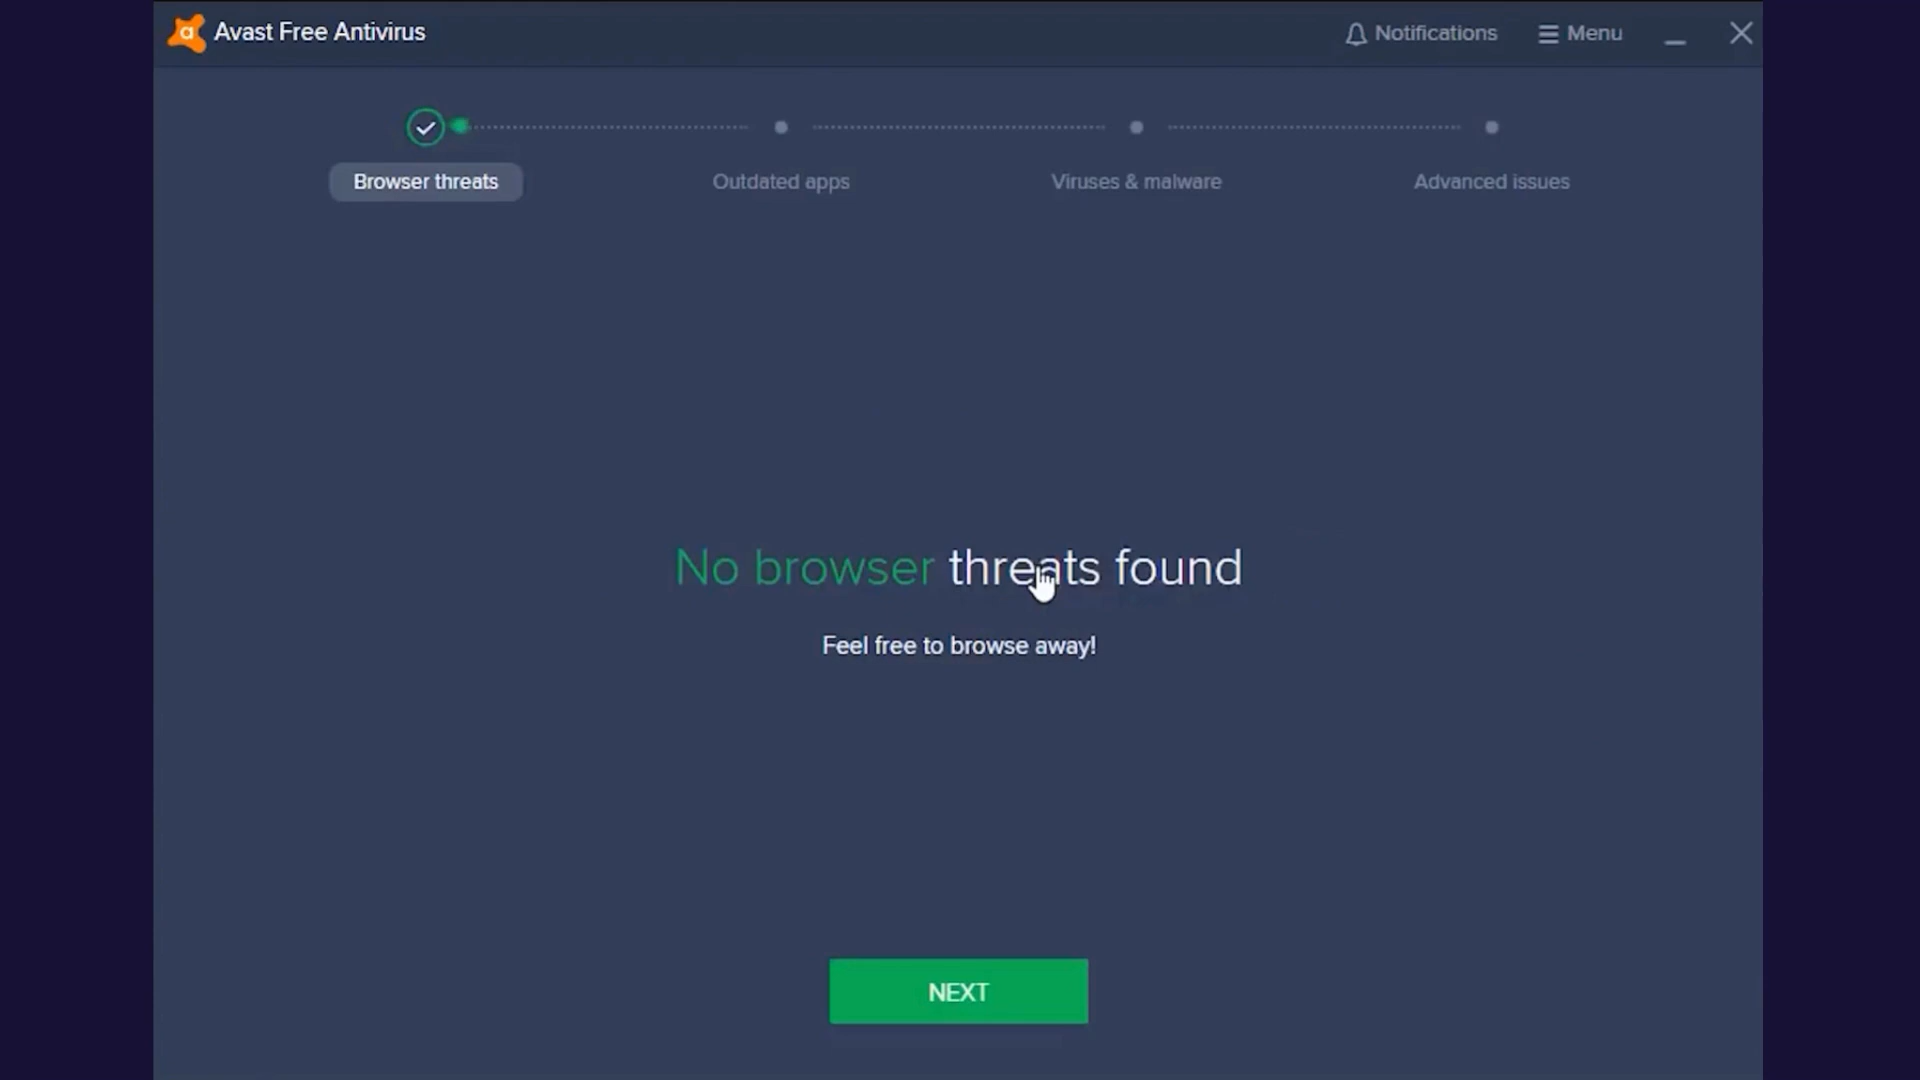 Avast Free Antivirus
Notifications
Menu
Browser threats
Outdated apps
Viruses & malware
Advanced issues
No browser threats found
Feel free to browse away!
NEXT